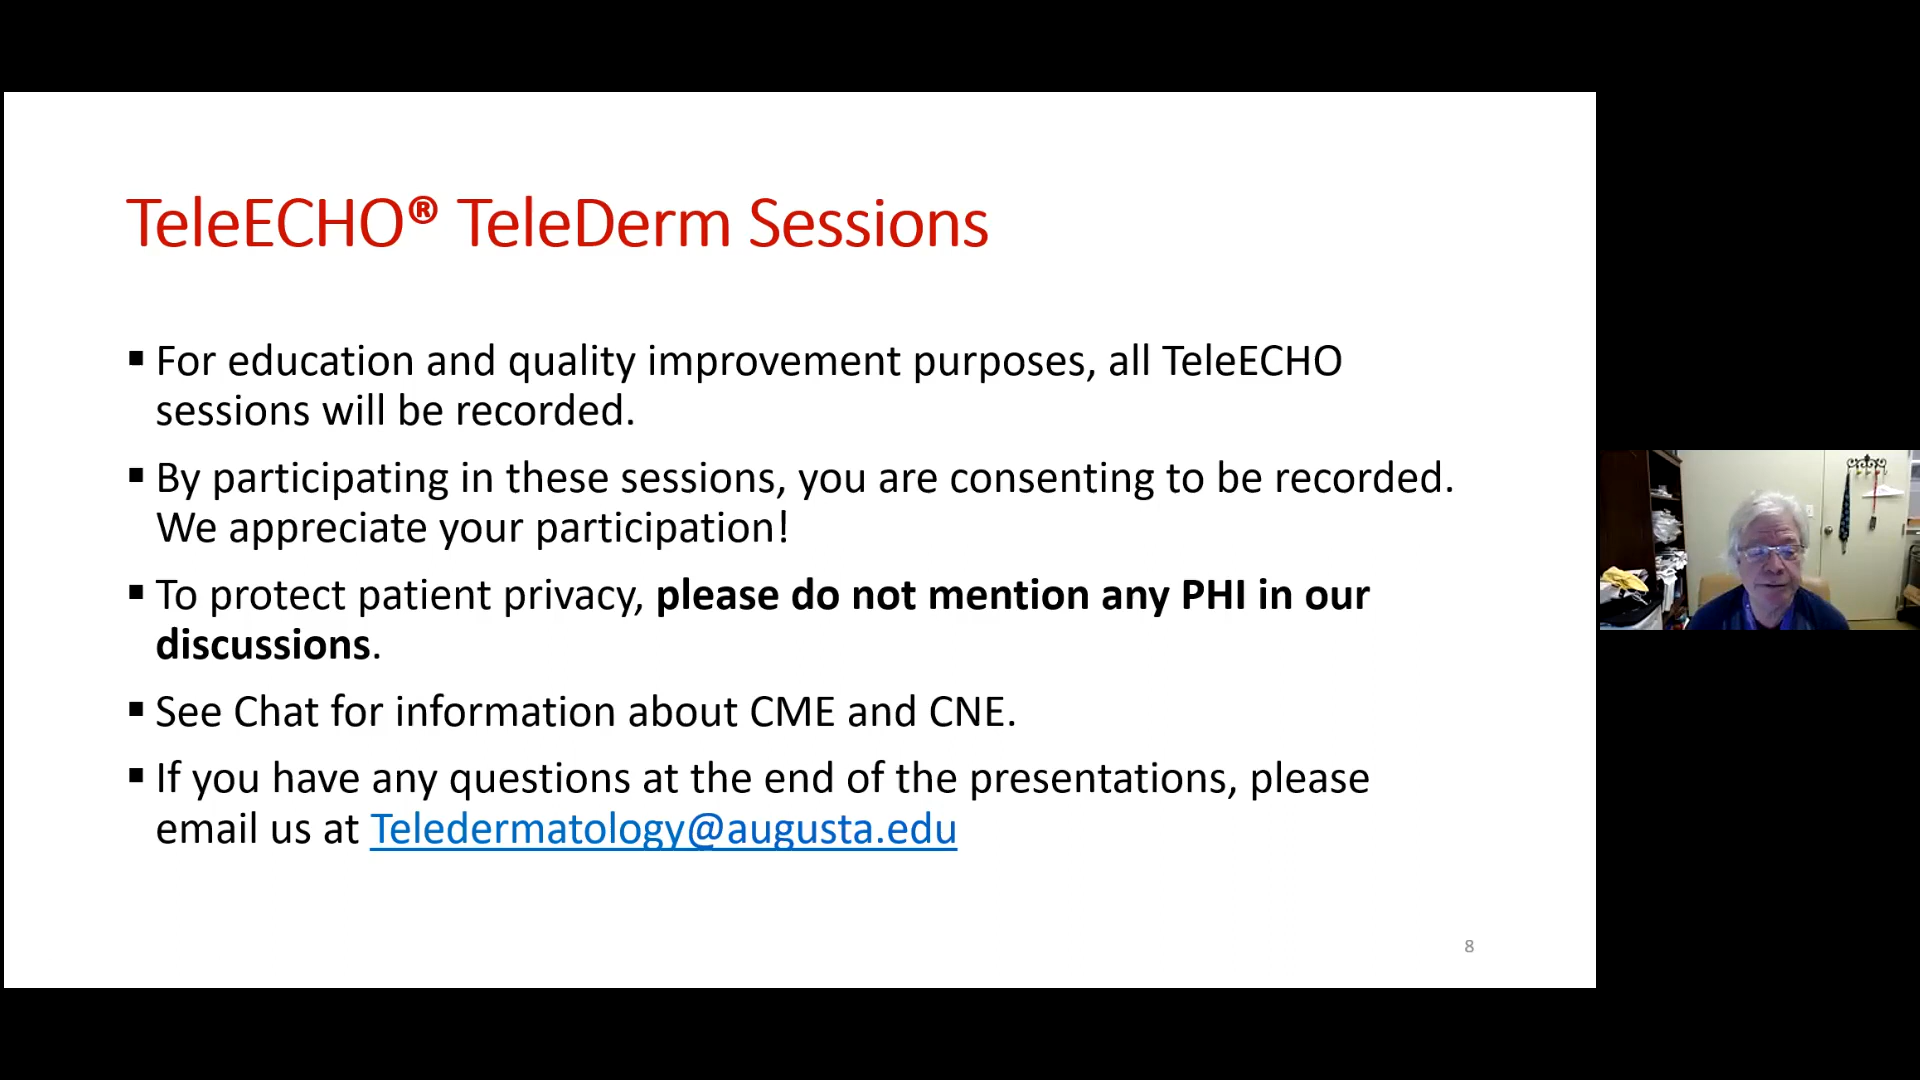 TeleECHO® TeleDerm Sessions
▪ For education and quality improvement purposes, all TeleECHO
sessions will be recorded.
▪ By participating in these sessions, you are consenting to be recorded.
We appreciate your participation!
▪ To protect patient privacy, please do not mention any PHI in our
discussions.
▪ See Chat for information about CME and CNE.
▪ If you have any questions at the end of the presentations, please
email us at Teledermatology@augusta.edu
8